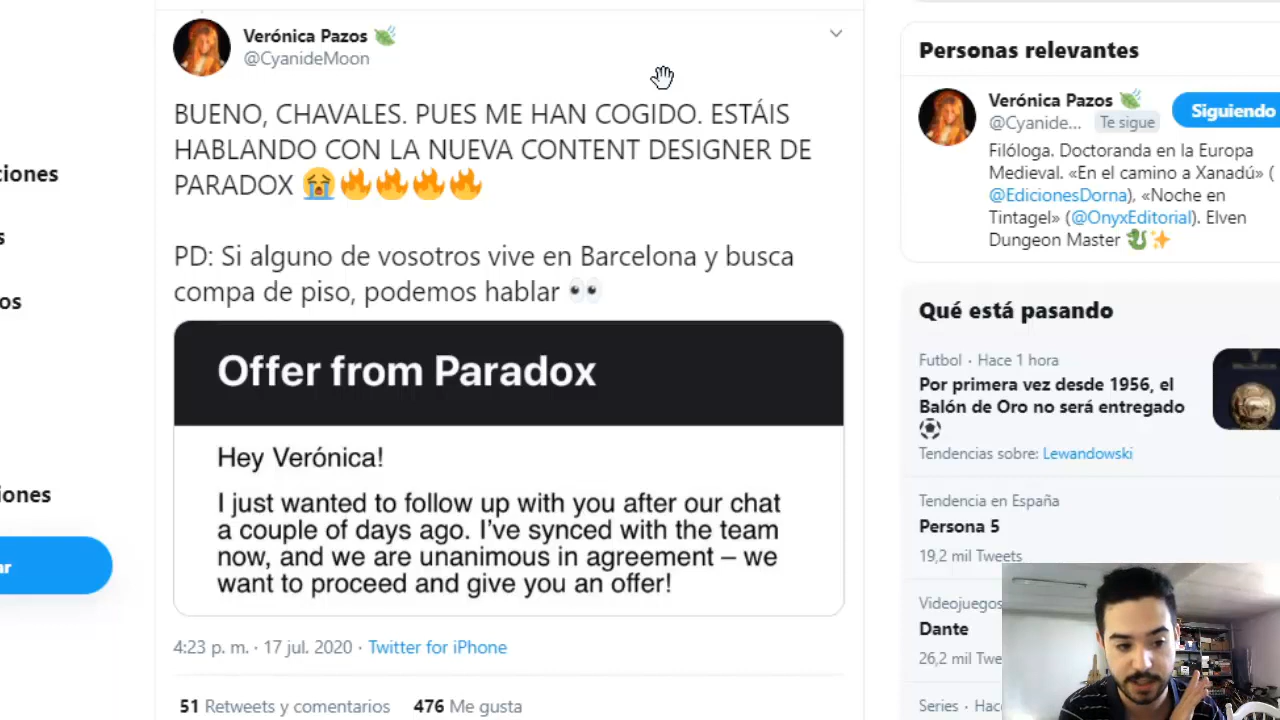 Verónica Pazos 🍃
@CyanideMoon
BUENO, CHAVALES. PUES ME HAN COGIDO. ESTÁIS
HABLANDO CON LA NUEVA CONTENT DESIGNER DE
PARADOX 😭🔥🔥🔥🔥
PD: Si alguno de vosotros vive en Barcelona y busca
compa de piso, podemos hablar 👀
Offer from Paradox
Hey Verónica!
I just wanted to follow up with you after our chat
a couple of days ago. I've synced with the team
now, and we are unanimous in agreement – we
want to proceed and give you an offer!
4:23 p. m. · 17 jul. 2020 · Twitter for iPhone
51 Retweets y comentarios 476 Me gusta
ciones
s
os
iones
ar
Personas relevantes
Verónica Pazos 🍃
@Cyanide... Te sigue
Siguiendo
Filóloga. Doctoranda en la Europa
Medieval. «En el camino a Xanadú» (
@EdicionesDorna), «Noche en
Tintagel» (@OnyxEditorial). Elven
Dungeon Master 🐉✨
Qué está pasando
Futbol · Hace 1 hora
Por primera vez desde 1956, el
Balón de Oro no será entregado
⚽
Tendencias sobre: Lewandowski
Tendencia en España
Persona 5
19,2 mil Tweets
Videojuegos
Dante
26,2 mil Twe
Series · Hac